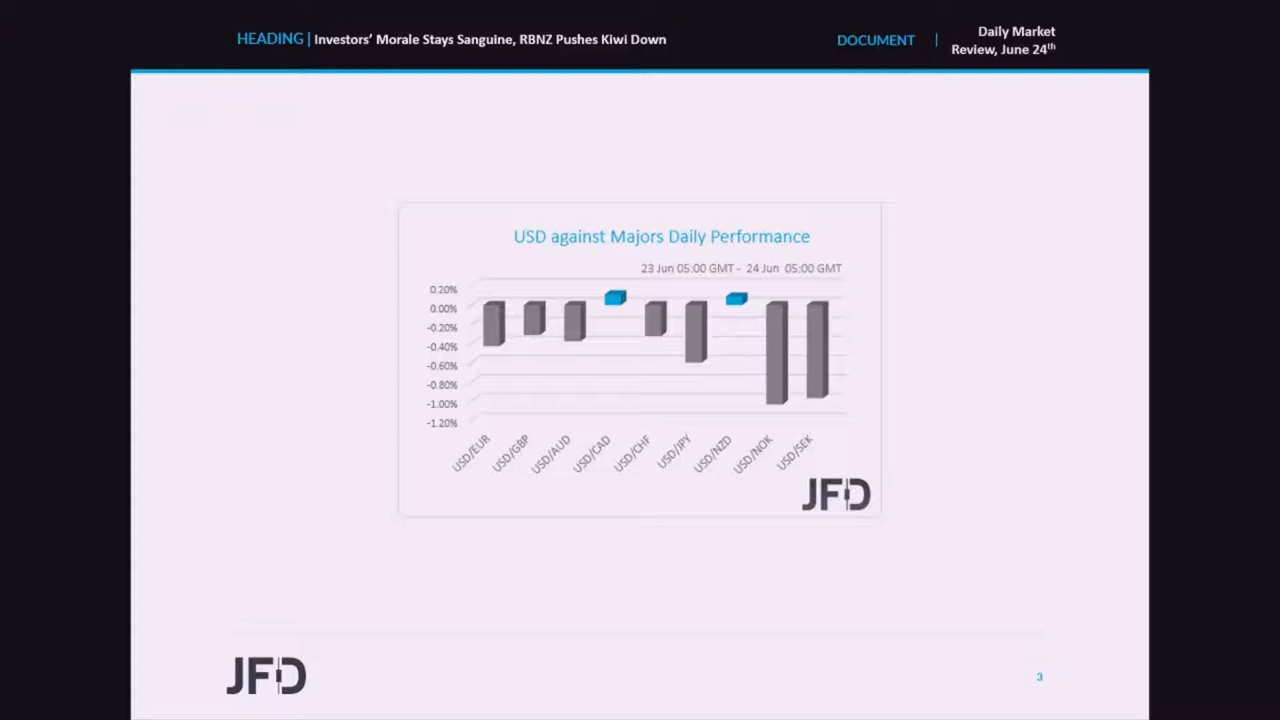 HEADING | Investors’ Morale Stays Sanguine, RBNZ Pushes Kiwi Down
DOCUMENT | Daily Market
Review, June 24th
USD against Majors Daily Performance
23 Jun 05:00 GMT - 24 Jun 05:00 GMT
0.20%
0.00%
-0.20%
-0.40%
-0.60%
-0.80%
-1.00%
-1.20%
USD/EUR USD/GBP USD/AUD USD/CAD USD/CHF USD/JPY USD/NZD USD/NOK USD/SEK
JFD
JFD
3